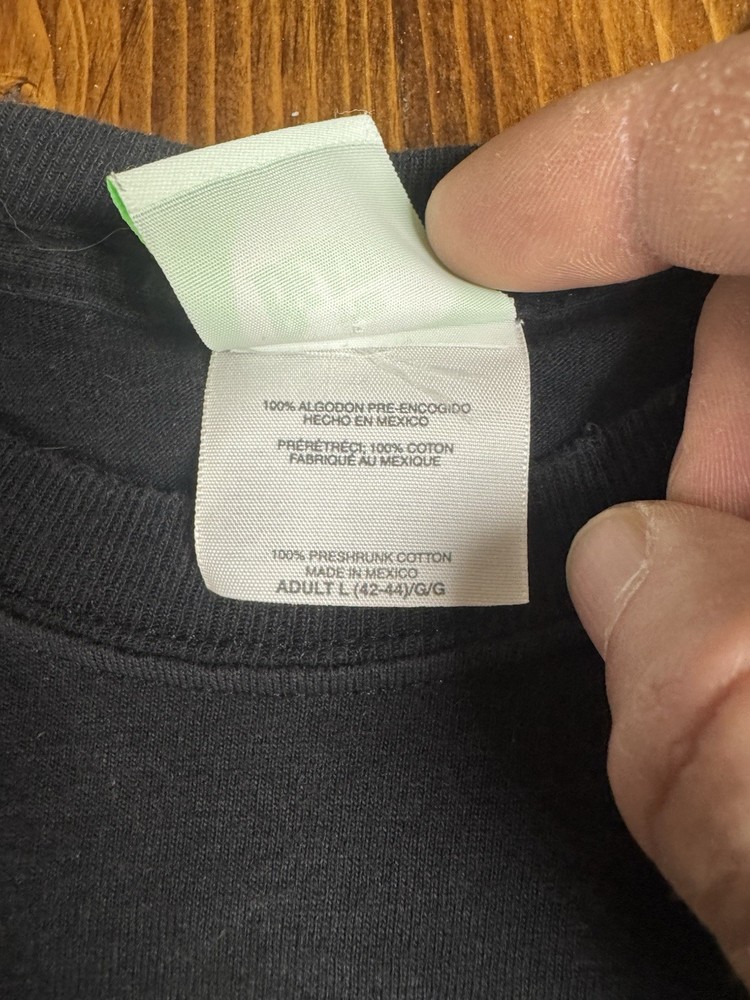 100% ALGODON PRE-ENCOGIDO
HECHO EN MEXICO
PRÉRÉTRÉCI; 100% COTON
FABRIQUÉ AU MEXIQUE
100% PRESHRUNK COTTON
MADE IN MEXICO
ADULT L (42-44)/G/G